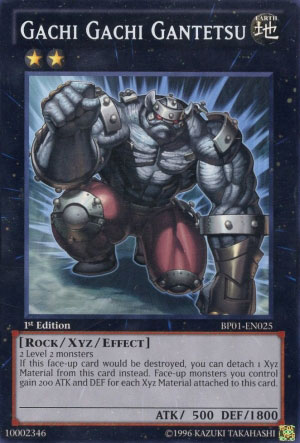 GACHI GACHI GANTETSU
EARTH
地
1st Edition
BP01-EN025
[ROCK/XYZ/EFFECT]
2 Level 2 monsters
If this face-up card would be destroyed, you can detach 1 Xyz
Material from this card instead. Face-up monsters you control
gain 200 ATK and DEF for each Xyz Material attached to this card.
ATK/ 500 DEF/1800
10002346
©1996 KAZUKI TAKAHASHI